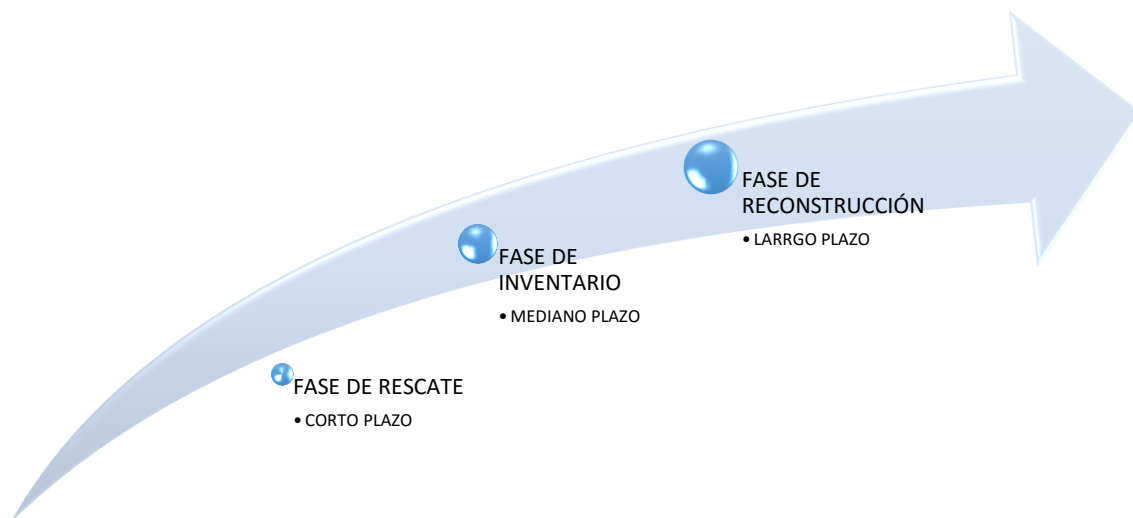 FASE DE RESCATE
• CORTO PLAZO
FASE DE
INVENTARIO
• MEDIANO PLAZO
FASE DE
RECONSTRUCCIÓN
• LARRGO PLAZO